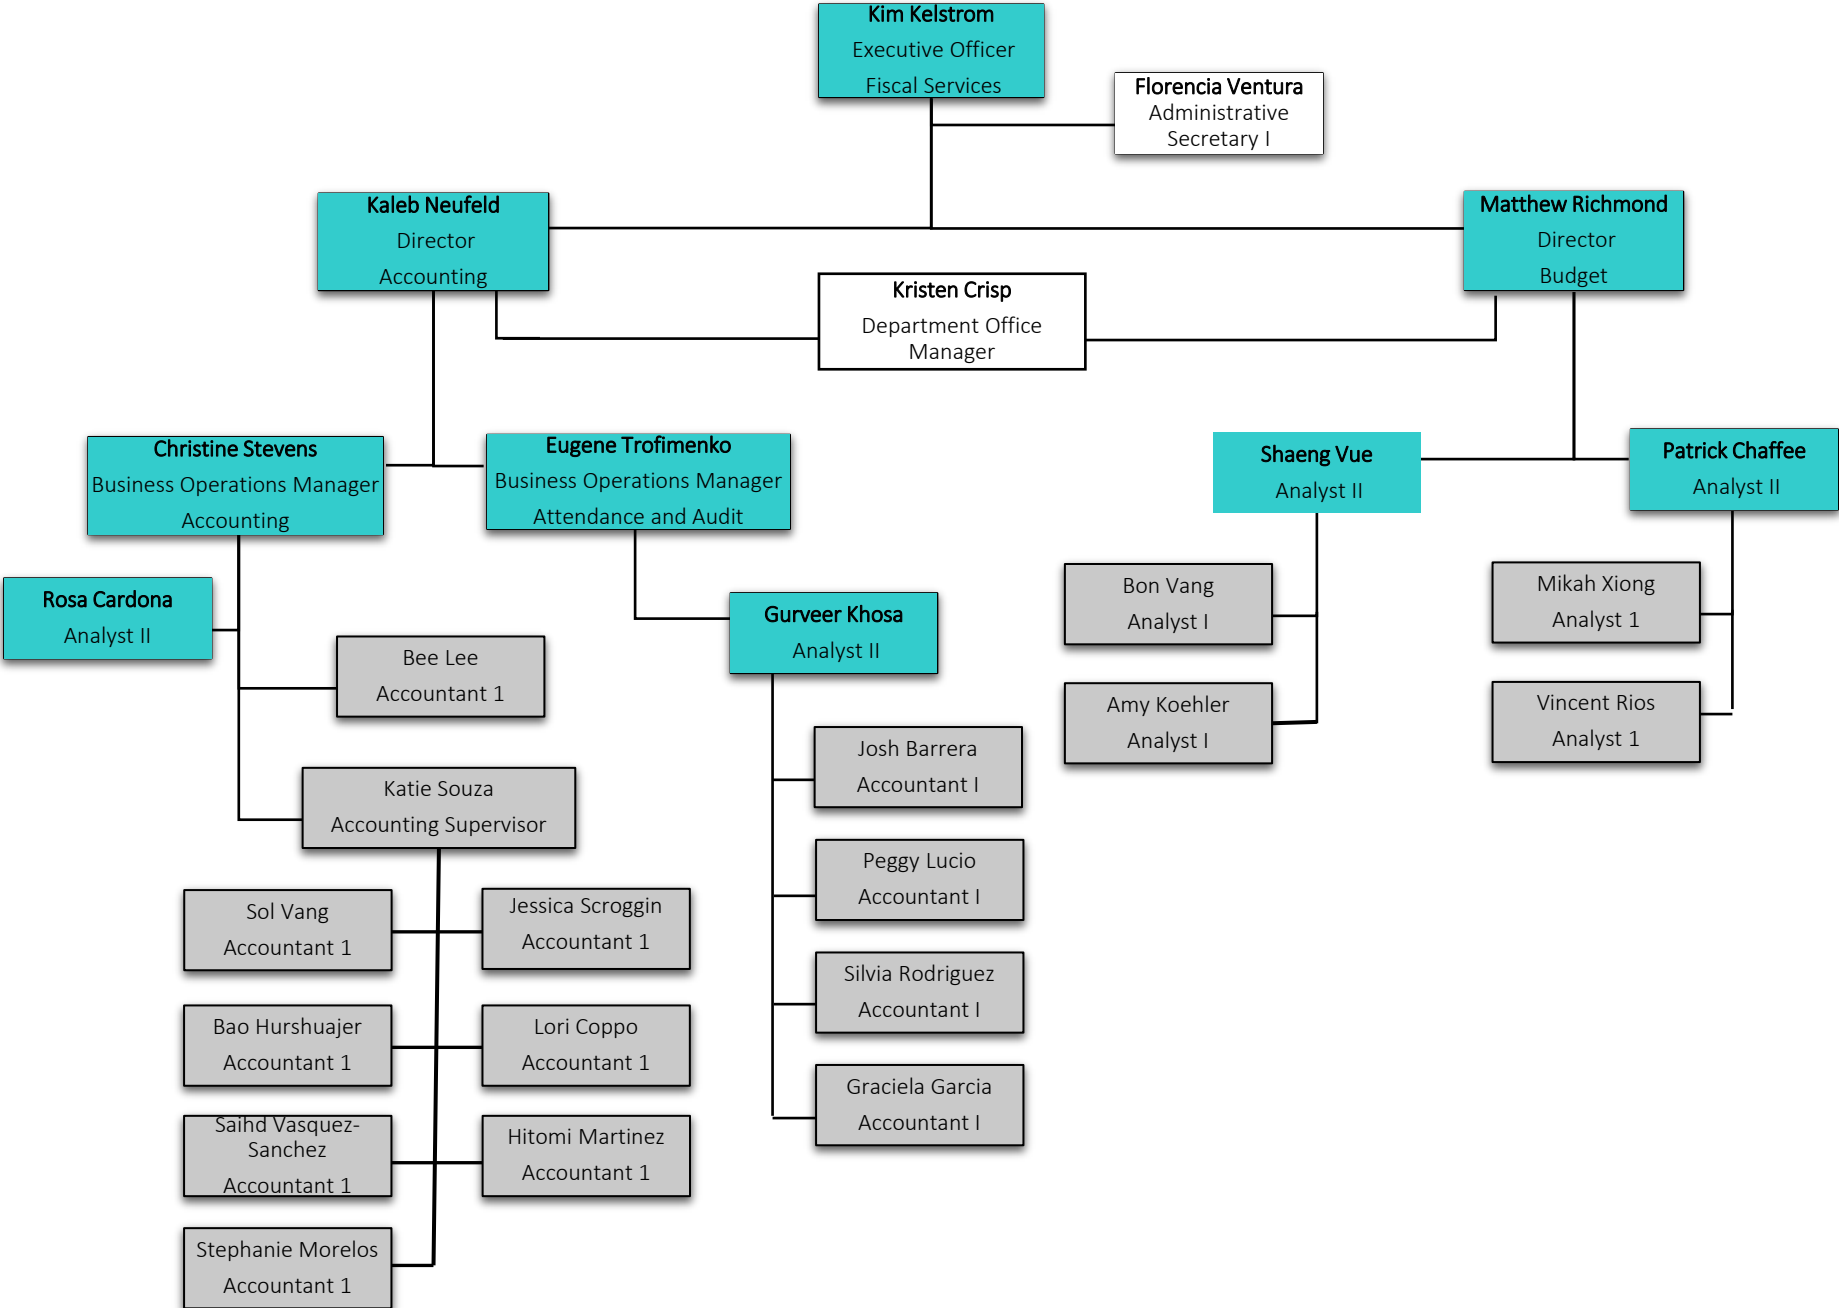 Kim Kelstrom
Executive Officer
Fiscal Services
Florencia Ventura
Administrative
Secretary I
Kaleb Neufeld
Director
Accounting
Matthew Richmond
Director
Budget
Kristen Crisp
Department Office
Manager
Christine Stevens
Business Operations Manager
Accounting
Eugene Trofimenko
Business Operations Manager
Attendance and Audit
Shaeng Vue
Analyst II
Patrick Chaffee
Analyst II
Rosa Cardona
Analyst II
Bee Lee
Accountant 1
Katie Souza
Accounting Supervisor
Sol Vang
Accountant 1
Jessica Scroggin
Accountant 1
Bao Hurshuajer
Accountant 1
Lori Coppo
Accountant 1
Saihd Vasquez-
Sanchez
Accountant 1
Hitomi Martinez
Accountant 1
Stephanie Morelos
Accountant 1
Gurveer Khosa
Analyst II
Josh Barrera
Accountant I
Peggy Lucio
Accountant I
Silvia Rodriguez
Accountant I
Graciela Garcia
Accountant I
Bon Vang
Analyst I
Amy Koehler
Analyst I
Mikah Xiong
Analyst 1
Vincent Rios
Analyst 1